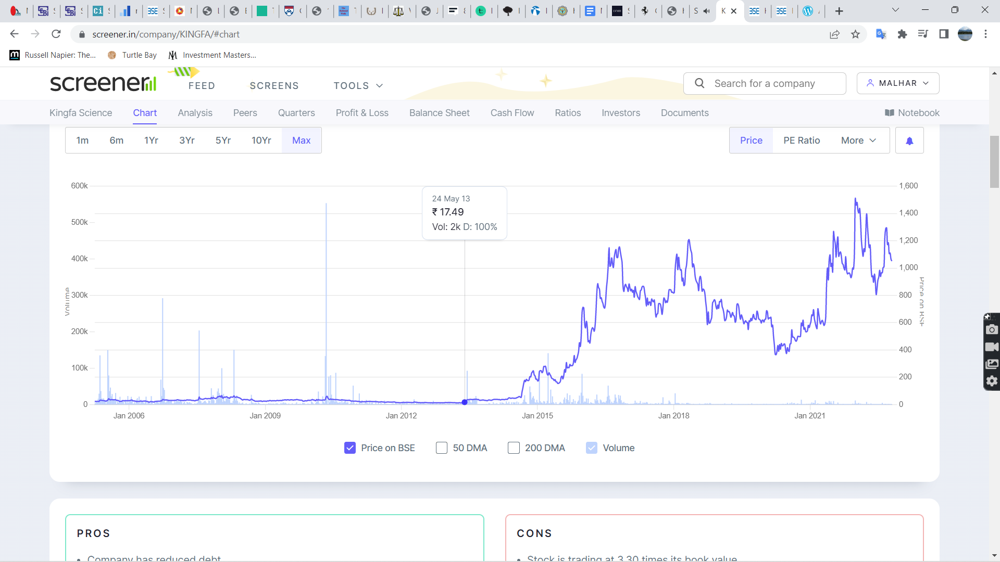 screener.in/company/KINGFA/#chart
Russell Napier: The... Turtle Bay Investment Masters...
screener FEED SCREENS TOOLS Search for a company MALHAR
Kingfa Science Chart Analysis Peers Quarters Profit & Loss Balance Sheet Cash Flow Ratios Investors Documents Notebook
1m 6m 1Yr 3Yr 5Yr 10Yr Max Price PE Ratio More
600k
500k
400k
300k
200k
100k
0
Volume
24 May 13
₹ 17.49
Vol: 2k D: 100%
1,600
1,400
1,200
1,000
800
600
400
200
0
Price on BSE
Jan 2006 Jan 2009 Jan 2012 Jan 2015 Jan 2018 Jan 2021
Price on BSE 50 DMA 200 DMA Volume
PROS
• Company has reduced debt
CONS
• Stock is trading at 3.30 times its book value